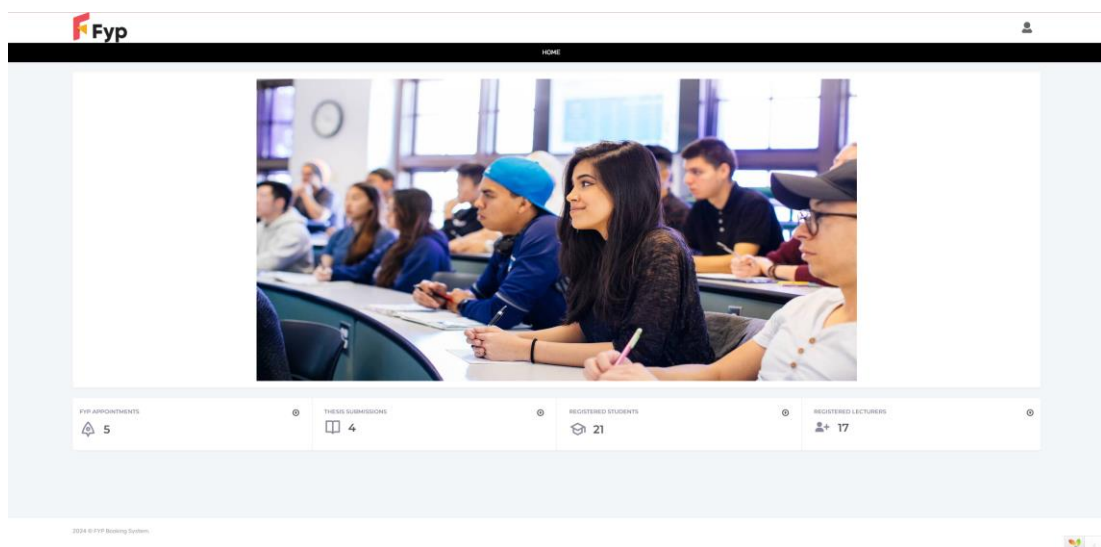 Fyp
HOME
FYP-APPOINTMENTS
5
THESIS SUBMISSIONS
4
REGISTERED STUDENTS
21
REGISTERED LECTURERS
17
2024 © FYP Booking System.